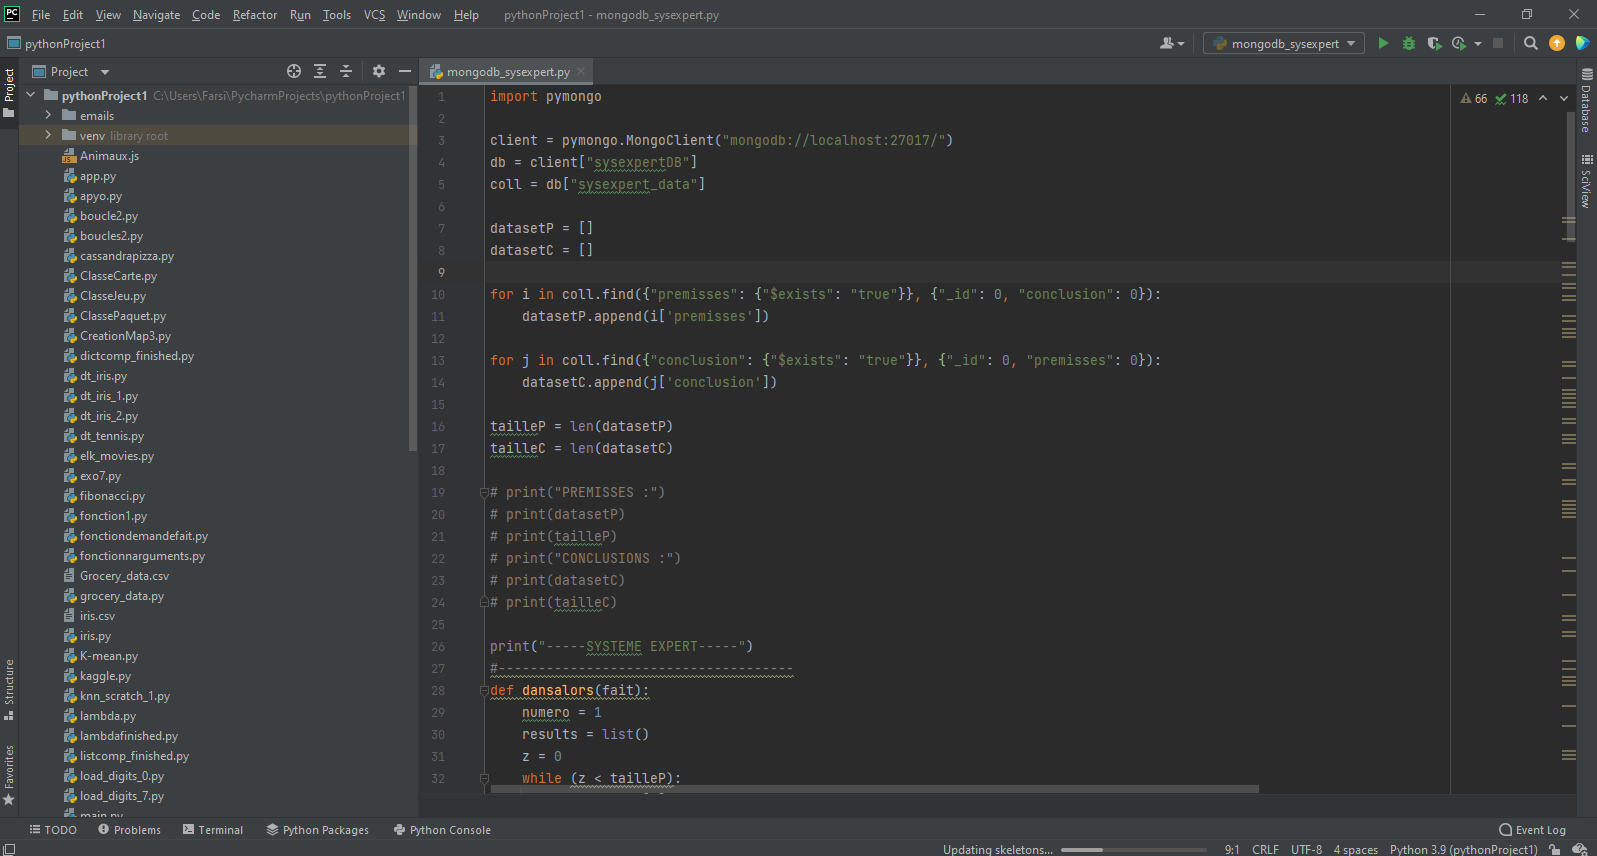 PC File Edit View Navigate Code Refactor Run Tools VCS Window Help pythonProject1 - mongodb_sysexpert.py
pythonProject1 mongodb_sysexpert
Project
Project
mongodb_sysexpert.py
pythonProject1 C:\Users\Farsi\PycharmProjects\pythonProject1
emails
venv library root
Animaux.js
app.py
apyo.py
boucle2.py
boucles2.py
cassandrapizza.py
ClasseCarte.py
ClasseJeu.py
ClassePaquet.py
CreationMap3.py
dictcomp_finished.py
dt_iris.py
dt_iris_1.py
dt_iris_2.py
dt_tennis.py
elk_movies.py
exo7.py
fibonacci.py
fonction1.py
fonctiondemandefait.py
fonctionnarguments.py
Grocery_data.csv
grocery_data.py
iris.csv
iris.py
K-mean.py
kaggle.py
knn_scratch_1.py
lambda.py
lambdafinished.py
listcomp_finished.py
load_digits_0.py
load_digits_7.py
main.py
Structure
Favorites
1 import pymongo
2
3 client = pymongo.MongoClient("mongodb://localhost:27017/")
4 db = client["sysexpertDB"]
5 coll = db["sysexpert_data"]
6
7 datasetP = []
8 datasetC = []
9
10 for i in coll.find({"premisses": {"$exists": "true"}}, {"_id": 0, "conclusion": 0}):
11 datasetP.append(i['premisses'])
12
13 for j in coll.find({"conclusion": {"$exists": "true"}}, {"_id": 0, "premisses": 0}):
14 datasetC.append(j['conclusion'])
15
16 tailleP = len(datasetP)
17 tailleC = len(datasetC)
18
19 # print("PREMISSES :")
20 # print(datasetP)
21 # print(tailleP)
22 # print("CONCLUSIONS :")
23 # print(datasetC)
24 # print(tailleC)
25
26 print("-----SYSTEME EXPERT-----")
27 #-------------------------------------
28 def dansalors(fait):
29 numero = 1
30 results = list()
31 z = 0
32 while (z < tailleP):
66 118
Database
SciView
TODO Problems Terminal Python Packages Python Console Event Log
Updating skeletons... 9:1 CRLF UTF-8 4 spaces Python 3.9 (pythonProject1)